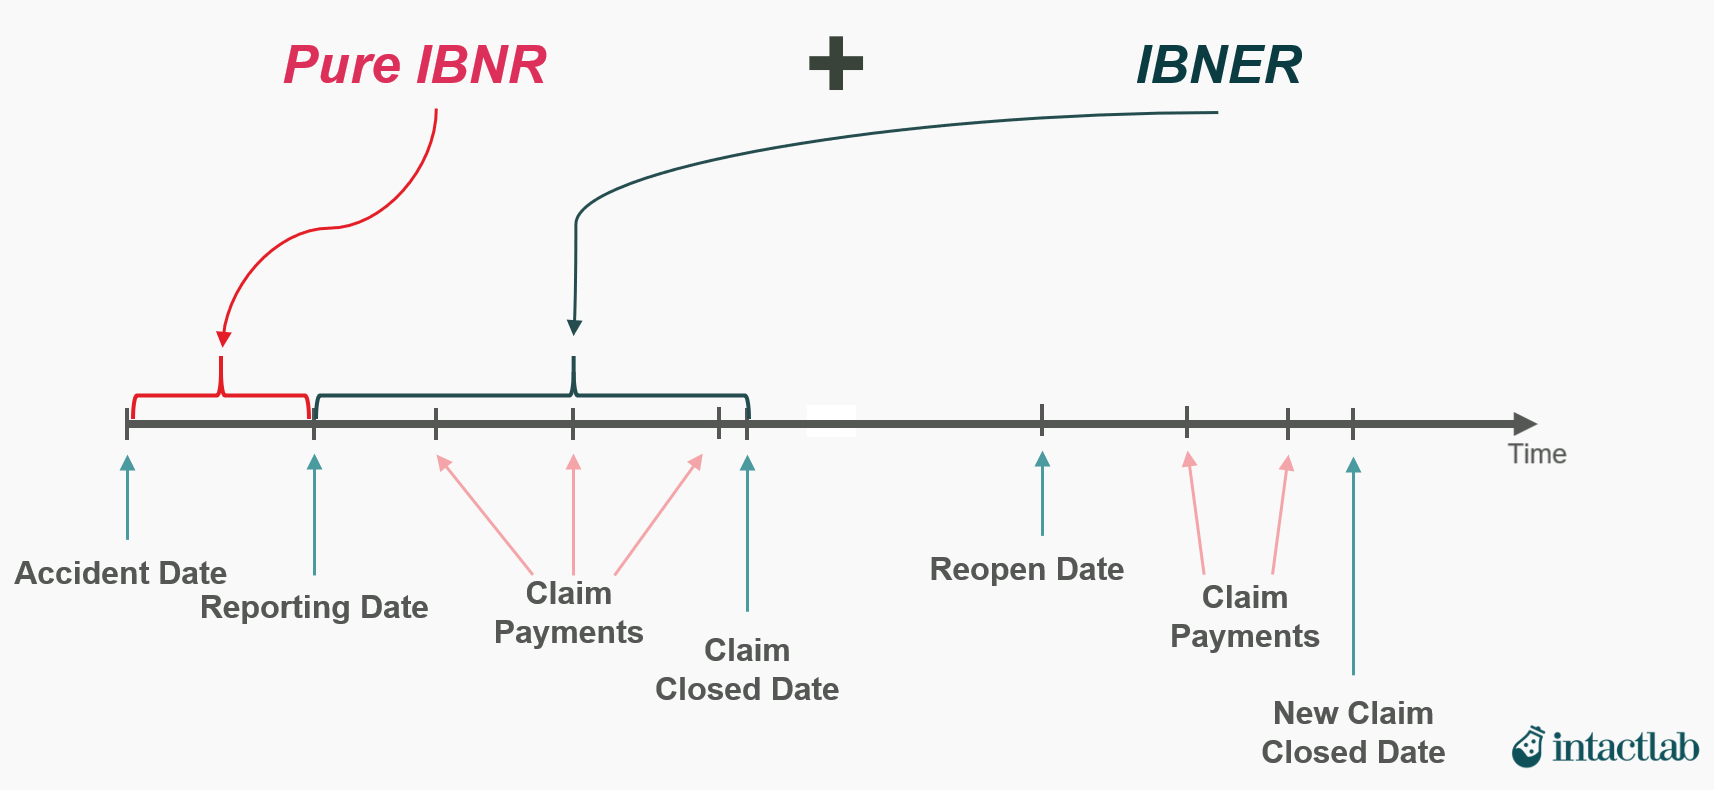 Pure IBNR
+
IBNER
Time
Accident Date
Reporting Date
Claim
Payments
Claim
Closed Date
Reopen Date
Claim
Payments
New Claim
Closed Date
intactlab